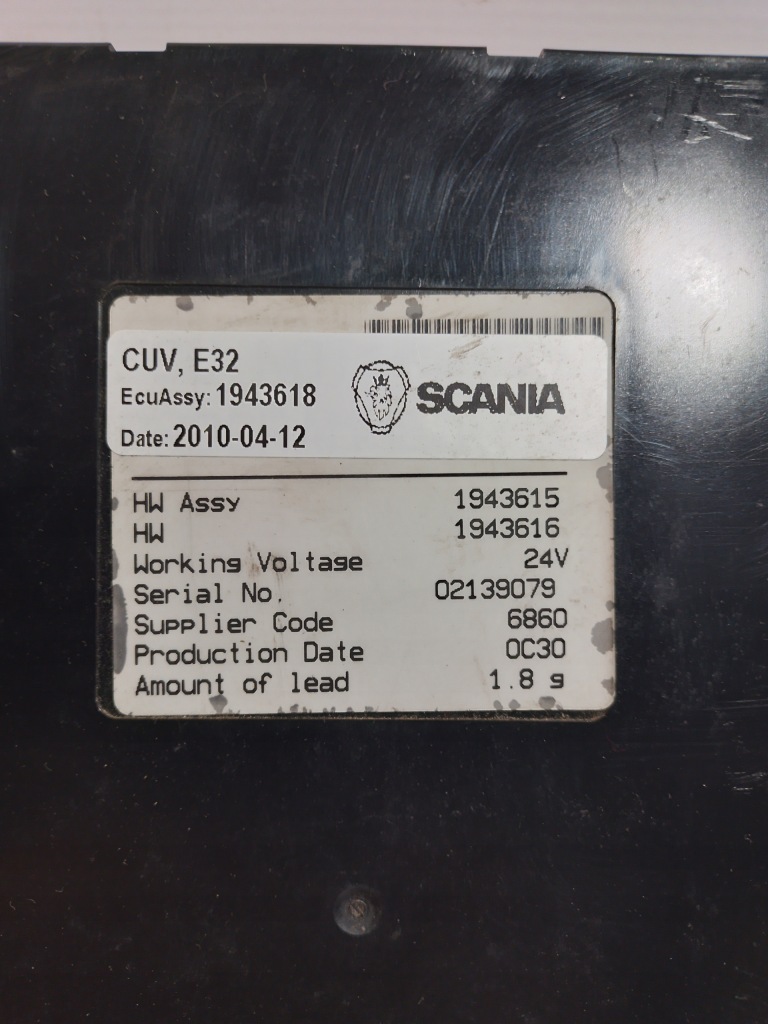 CUV, E32
EcuAssy: 1943618
Date: 2010-04-12
SCANIA
HW Assy 1943615
HW 1943616
Working Voltage 24V
Serial No. 02139079
Supplier Code 6860
Production Date 0C30
Amount of lead 1.8 g